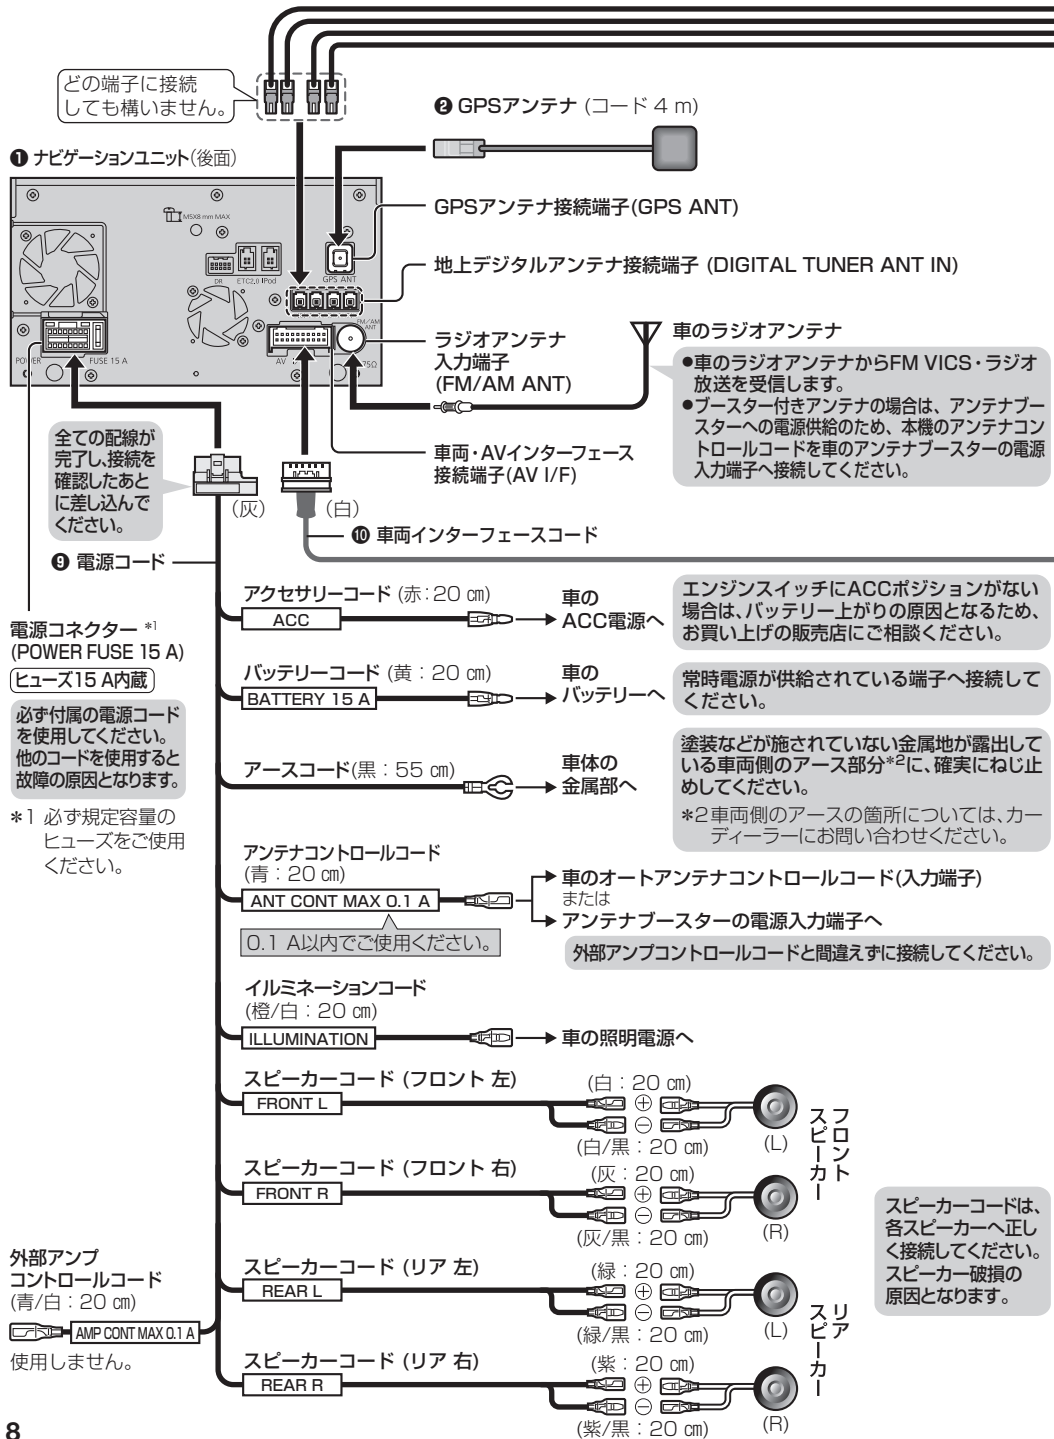 どの端子に接続
しても構いません。
❷ GPSアンテナ (コード 4 m)
❶ ナビゲーションユニット(後面)
M5X8 mm MAX
GPSアンテナ接続端子(GPS ANT)
DR
ETC2.0
iPod
GPS ANT
地上デジタルアンテナ接続端子 (DIGITAL TUNER ANT IN)
FM/AM
ANT
75Ω
AV
FUSE 15 A
ラジオアンテナ
入力端子
(FM/AM ANT)
車のラジオアンテナ
●車のラジオアンテナからFM VICS・ラジオ
放送を受信します。
●ブースター付きアンテナの場合は、アンテナブー
スターへの電源供給のため、本機のアンテナコン
トロールコードを車のアンテナブースターの電源
入力端子へ接続してください。
車両・AVインターフェース
接続端子(AV I/F)
全ての配線が
完了し、接続を
確認したあと
に差し込んで
ください。
(灰)
(白)
❿ 車両インターフェースコード
❾ 電源コード
電源コネクター *1
(POWER FUSE 15 A)
ヒューズ15 A内蔵
必ず付属の電源コード
を使用してください。
他のコードを使用すると
故障の原因となります。
*1 必ず規定容量の
ヒューズをご使用
ください。
アクセサリーコード (赤：20 ㎝)
ACC
車の
ACC電源へ
エンジンスイッチにACCポジションがない
場合は、バッテリー上がりの原因となるため、
お買い上げの販売店にご相談ください。
バッテリーコード (黄：20 ㎝)
BATTERY 15 A
車の
バッテリーへ
常時電源が供給されている端子へ接続して
ください。
アースコード(黒：55 ㎝)
車体の
金属部へ
塗装などが施されていない金属地が露出して
いる車両側のアース部分*2に、確実にねじ止
めしてください。
*2 車両側のアースの箇所については、カー
ディーラーにお問い合わせください。
アンテナコントロールコード
(青：20 ㎝)
ANT CONT MAX 0.1 A
0.1 A以内でご使用ください。
車のオートアンテナコントロールコード(入力端子)
または
アンテナブースターの電源入力端子へ
外部アンプコントロールコードと間違えずに接続してください。
イルミネーションコード
(橙/白：20 ㎝)
ILLUMINATION
車の照明電源へ
スピーカーコード (フロント 左)
FRONT L
(白：20 ㎝)
⊕
⊖
(白/黒：20 ㎝)
(L)
スピーカーコード (フロント 右)
FRONT R
(灰：20 ㎝)
⊕
⊖
(灰/黒：20 ㎝)
(R)
フロント
スピーカー
スピーカーコードは、
各スピーカーへ正し
く接続してください。
スピーカー破損の
原因となります。
外部アンプ
コントロールコード
(青/白：20 ㎝)
AMP CONT MAX 0.1 A
使用しません。
スピーカーコード (リア 左)
REAR L
(緑：20 ㎝)
⊕
⊖
(緑/黒：20 ㎝)
(L)
スピーカーコード (リア 右)
REAR R
(紫：20 ㎝)
⊕
⊖
(紫/黒：20 ㎝)
(R)
リア
スピーカー
8